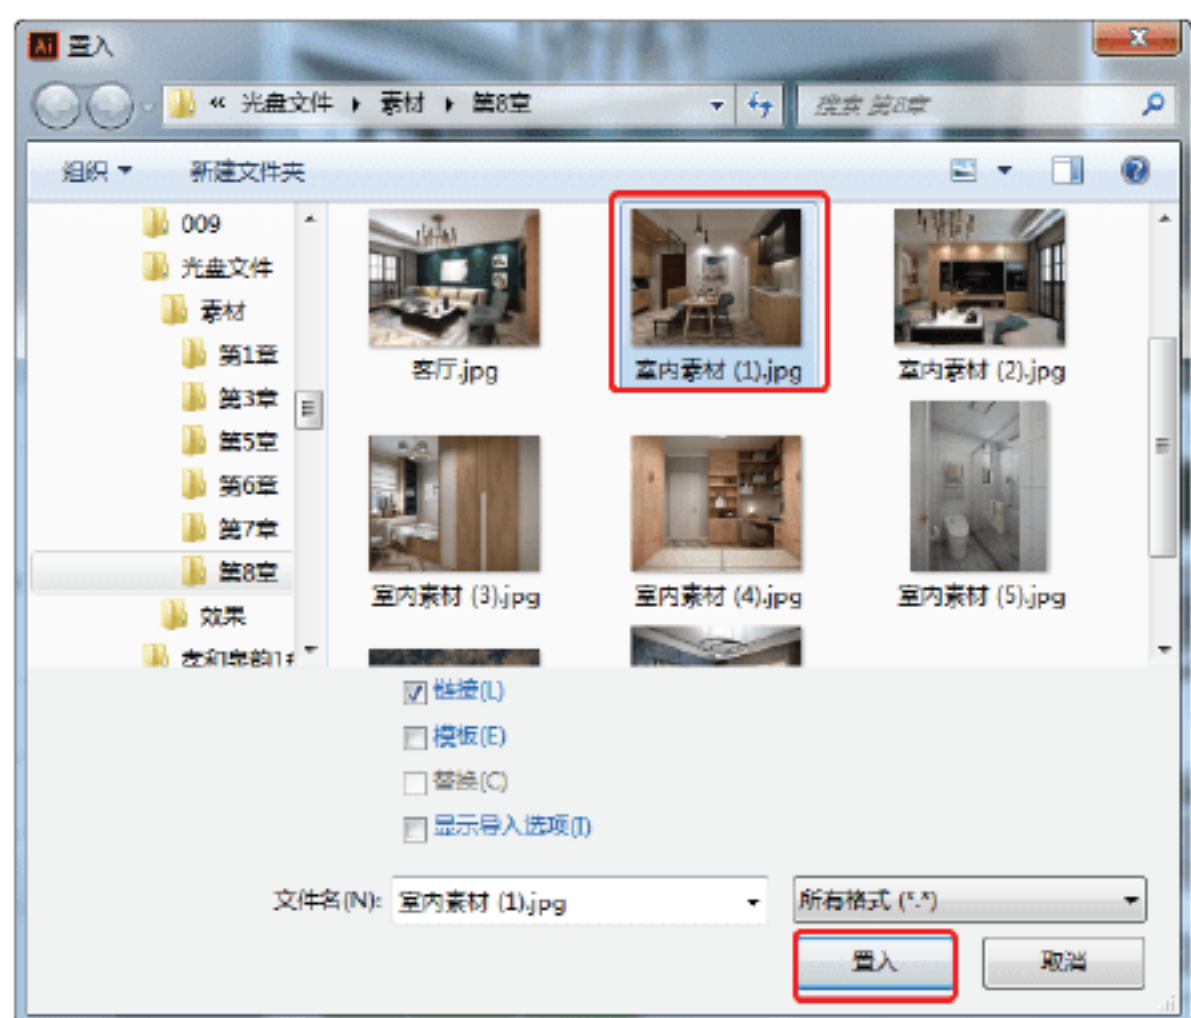 Ai 置入
« 光盘文件 ▸ 素材 ▸ 第8章
搜索 第8章
组织 新建文件夹
009
光盘文件
素材
第1章
第3章
第5章
第6章
第7章
第8章
效果
客厅.jpg
室内素材 (1).jpg
室内素材 (2).jpg
室内素材 (3).jpg
室内素材 (4).jpg
室内素材 (5).jpg
链接(L)
模板(E)
替换(C)
显示导入选项(I)
文件名(N): 室内素材 (1).jpg
所有格式 (*.*)
置入 取消